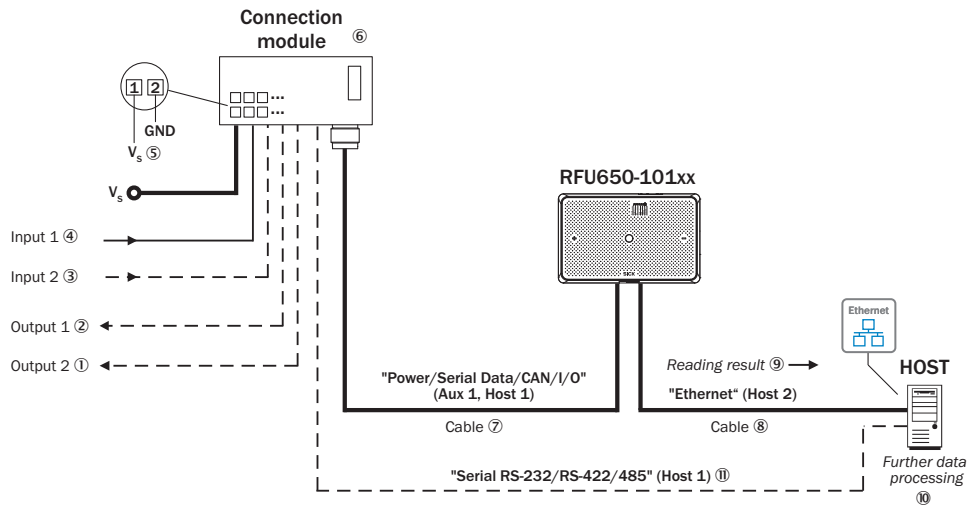 Connection
module ⑥
1 2
GND
Vs ⑤
Vs
Input 1 ④
Input 2 ③
Output 1 ②
Output 2 ①
RFU650-101xx
SICK
Ethernet
Reading result ⑨
HOST
"Power/Serial Data/CAN/I/O"
(Aux 1, Host 1)
"Ethernet“ (Host 2)
Cable ⑦
Cable ⑧
"Serial RS-232/RS-422/485" (Host 1) ⑪
Further data
processing
⑩